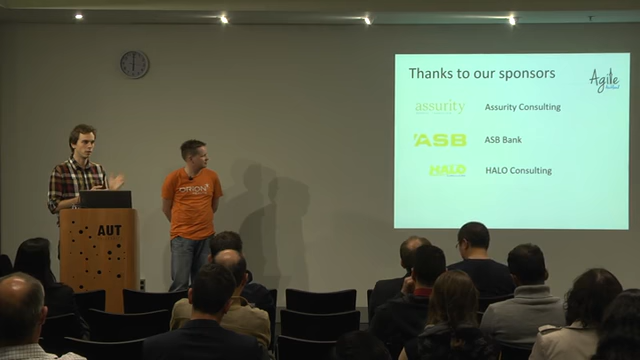 Thanks to our sponsors
Agile
assurity
Assurity Consulting
ASB
ASB Bank
HALO
HALO Consulting
ORION
AUT